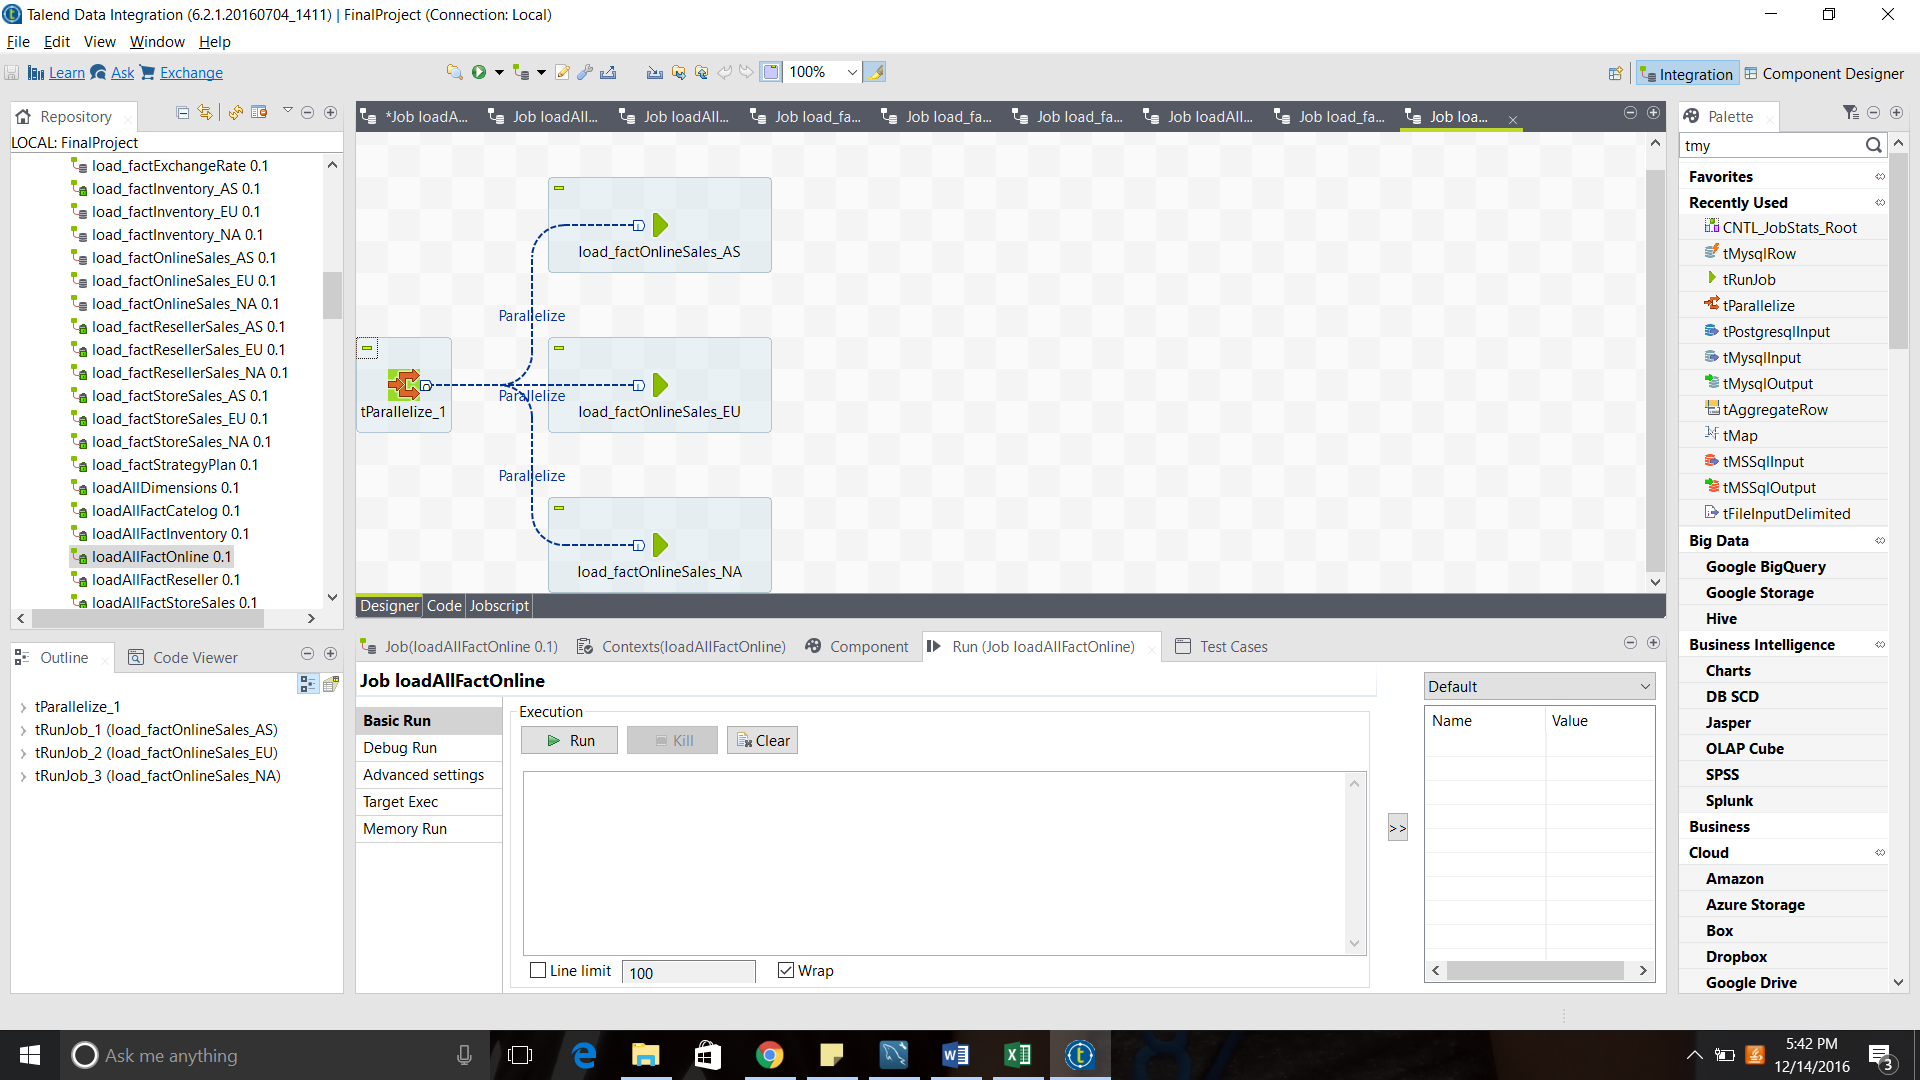 Talend Data Integration (6.2.1.20160704_1411) | FinalProject (Connection: Local)
File Edit View Window Help
Learn Ask Exchange
100%
Integration Component Designer
Repository
LOCAL: FinalProject
load_factExchangeRate 0.1
load_factInventory_AS 0.1
load_factInventory_EU 0.1
load_factInventory_NA 0.1
load_factOnlineSales_AS 0.1
load_factOnlineSales_EU 0.1
load_factOnlineSales_NA 0.1
load_factResellerSales_AS 0.1
load_factResellerSales_EU 0.1
load_factResellerSales_NA 0.1
load_factStoreSales_AS 0.1
load_factStoreSales_EU 0.1
load_factStoreSales_NA 0.1
load_factStrategyPlan 0.1
loadAllDimensions 0.1
loadAllFactCatelog 0.1
loadAllFactInventory 0.1
loadAllFactOnline 0.1
loadAllFactReseller 0.1
loadAllFactStoreSales 0.1
Outline Code Viewer
tParallelize_1
tRunJob_1 (load_factOnlineSales_AS)
tRunJob_2 (load_factOnlineSales_EU)
tRunJob_3 (load_factOnlineSales_NA)
*Job loadA... Job loadAll... Job loadAll... Job load_fa... Job load_fa... Job load_fa... Job loadAll... Job load_fa... Job loa...
load_factOnlineSales_AS
Parallelize
tParallelize_1
Parallelize
load_factOnlineSales_EU
Parallelize
load_factOnlineSales_NA
Designer Code Jobscript
Job(loadAllFactOnline 0.1) Contexts(loadAllFactOnline) Component Run (Job loadAllFactOnline) Test Cases
Job loadAllFactOnline
Basic Run
Debug Run
Advanced settings
Target Exec
Memory Run
Execution
Run Kill Clear
Line limit 100 Wrap
>>
Default
Name Value
Palette
tmy
Favorites
Recently Used
CNTL_JobStats_Root
tMysqlRow
tRunJob
tParallelize
tPostgresqlInput
tMysqlInput
tMysqlOutput
tAggregateRow
tMap
tMSSqlInput
tMSSqlOutput
tFileInputDelimited
Big Data
Google BigQuery
Google Storage
Hive
Business Intelligence
Charts
DB SCD
Jasper
OLAP Cube
SPSS
Splunk
Business
Cloud
Amazon
Azure Storage
Box
Dropbox
Google Drive
Ask me anything
5:42 PM
12/14/2016
3